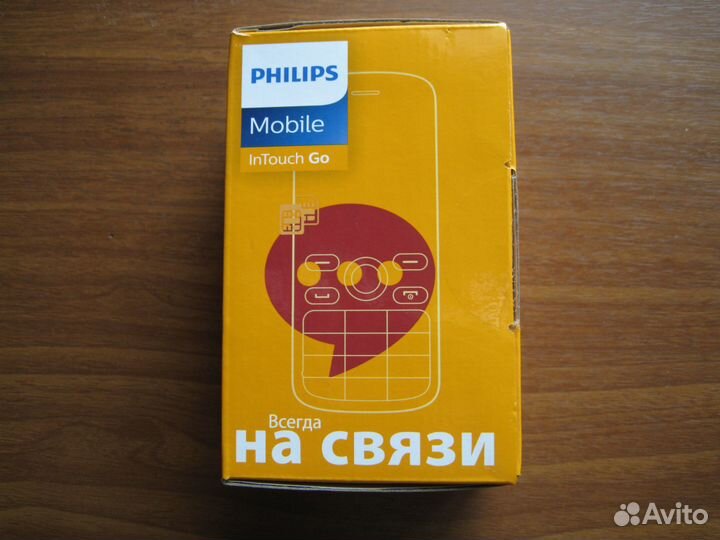 PHILIPS
Mobile
InTouch Go
Всегда
на связи
Avito